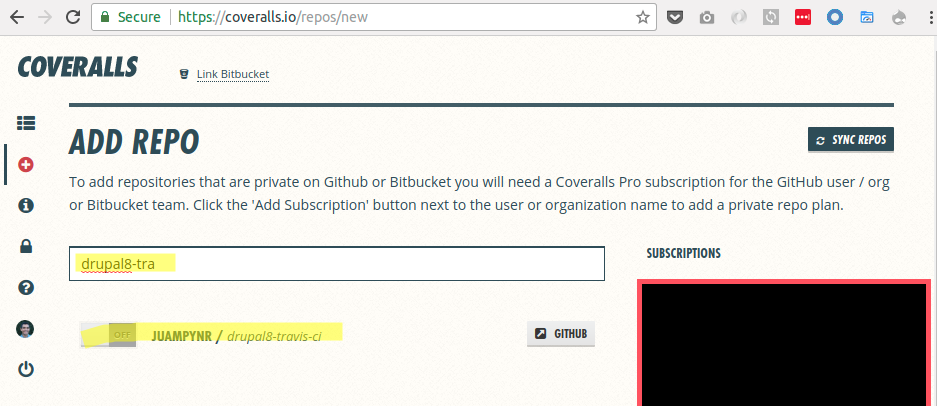 Secure https://coveralls.io/repos/new
COVERALLS
Link Bitbucket
ADD REPO
SYNC REPOS
To add repositories that are private on Github or Bitbucket you will need a Coveralls Pro subscription for the GitHub user / org
or Bitbucket team. Click the 'Add Subscription' button next to the user or organization name to add a private repo plan.
drupal8-tra
SUBSCRIPTIONS
OFF JUAMPYNR / drupal8-travis-ci
GITHUB